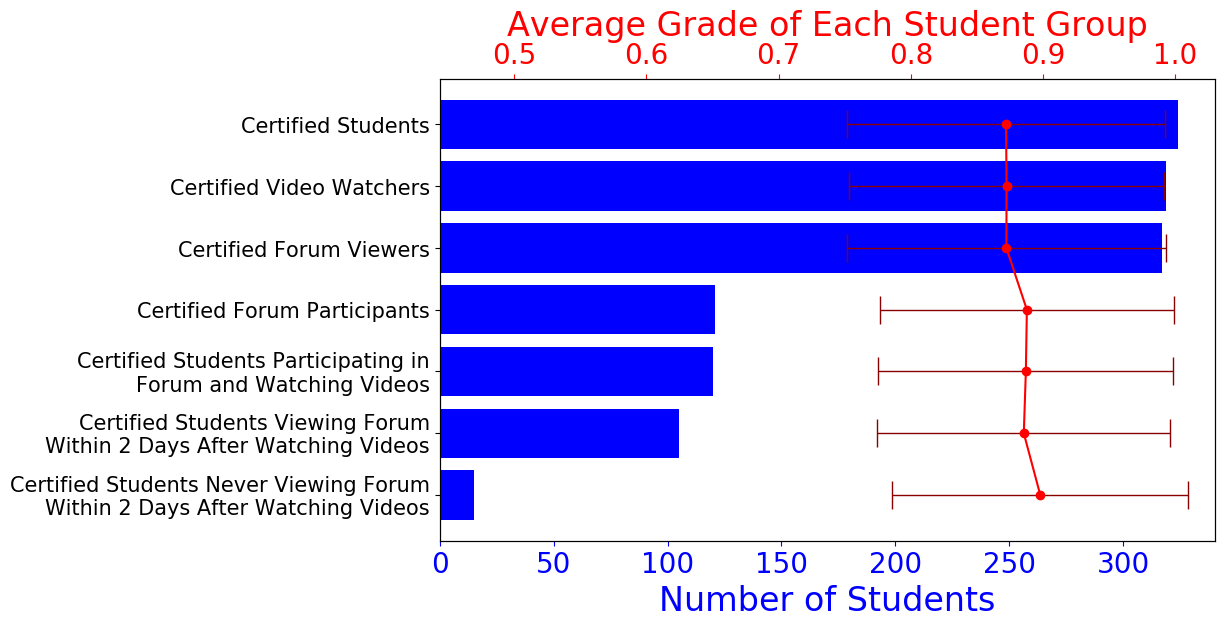 Average Grade of Each Student Group
0.5 0.6 0.7 0.8 0.9 1.0
Certified Students
Certified Video Watchers
Certified Forum Viewers
Certified Forum Participants
Certified Students Participating in
Forum and Watching Videos
Certified Students Viewing Forum
Within 2 Days After Watching Videos
Certified Students Never Viewing Forum
Within 2 Days After Watching Videos
0 50 100 150 200 250 300
Number of Students